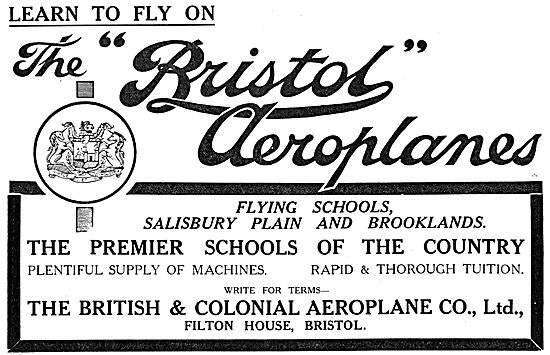 LEARN TO FLY ON
The "Bristol"
Aeroplanes
FLYING SCHOOLS,
SALISBURY PLAIN AND BROOKLANDS.
THE PREMIER SCHOOLS OF THE COUNTRY
PLENTIFUL SUPPLY OF MACHINES. RAPID & THOROUGH TUITION.
WRITE FOR TERMS—
THE BRITISH & COLONIAL AEROPLANE CO., Ltd.,
FILTON HOUSE, BRISTOL.